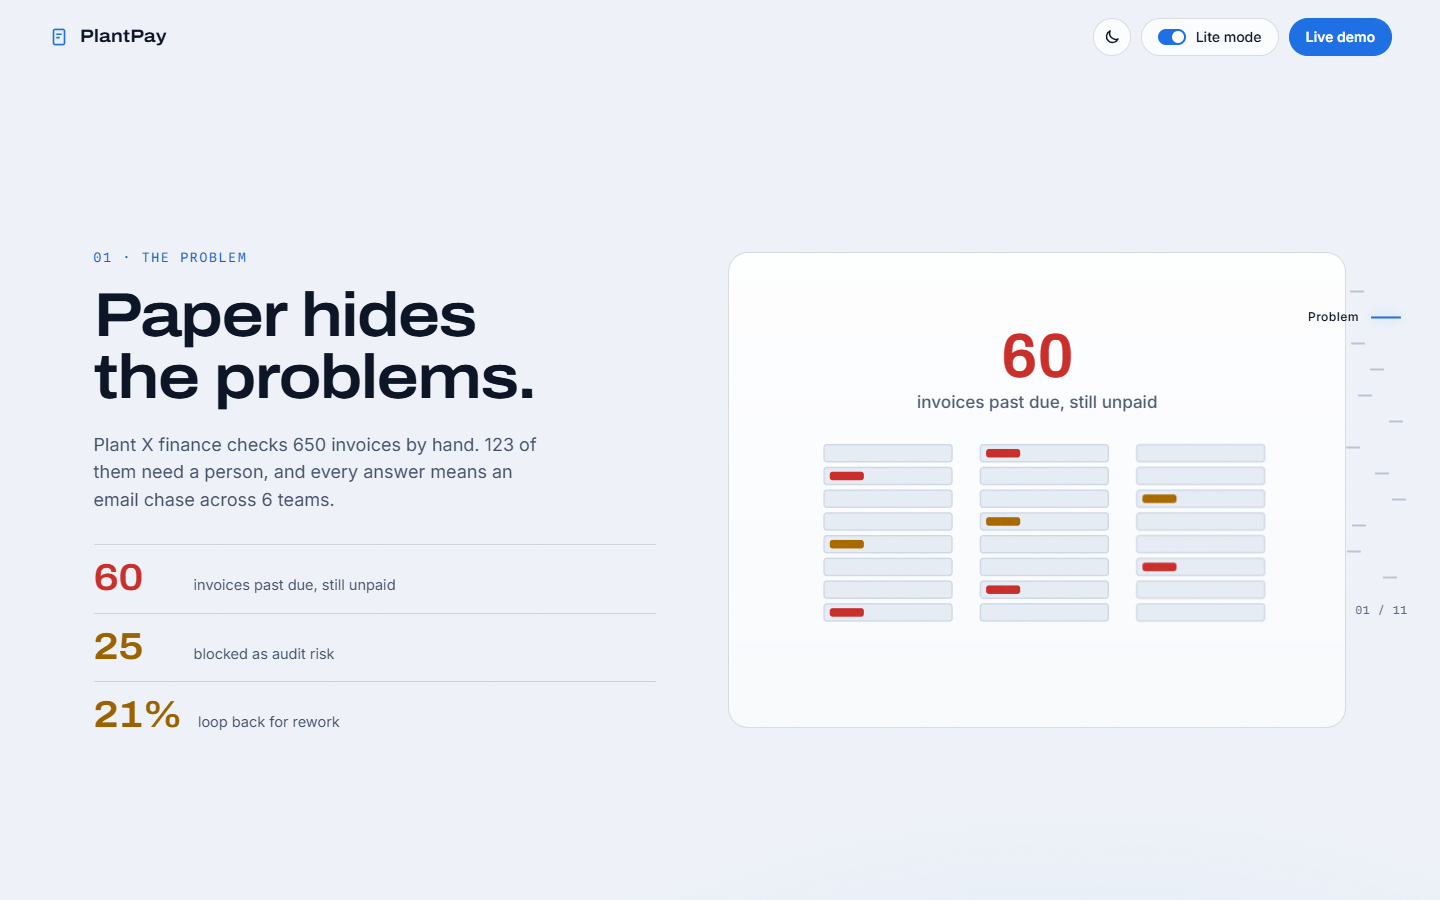 PlantPay
Lite mode
Live demo
01 · THE PROBLEM
Paper hides
the problems.
Plant X finance checks 650 invoices by hand. 123 of
them need a person, and every answer means an
email chase across 6 teams.
60 invoices past due, still unpaid
25 blocked as audit risk
21% loop back for rework
60
invoices past due, still unpaid
Problem
01 / 11